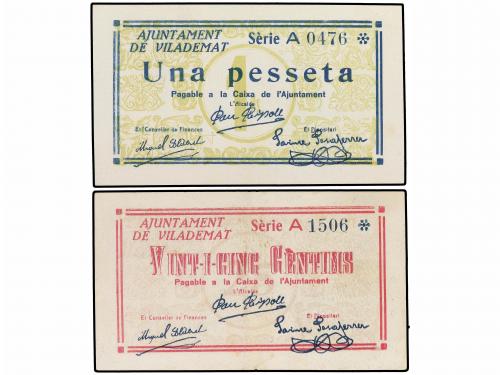 AJUNTAMENT
DE VILADEMAT
Sèrie A 0476 *
Una pesseta
Pagable a la Caixa de l'Ajuntament
L'Alcalde
El Conseller de Finances
El Dipositari
AJUNTAMENT
DE VILADEMAT
Sèrie A 1506 *
VINT-I-CINC CÈNTIMS
Pagable a la Caixa de l'Ajuntament
L'Alcalde
El Conseller de Finances
El Dipositari